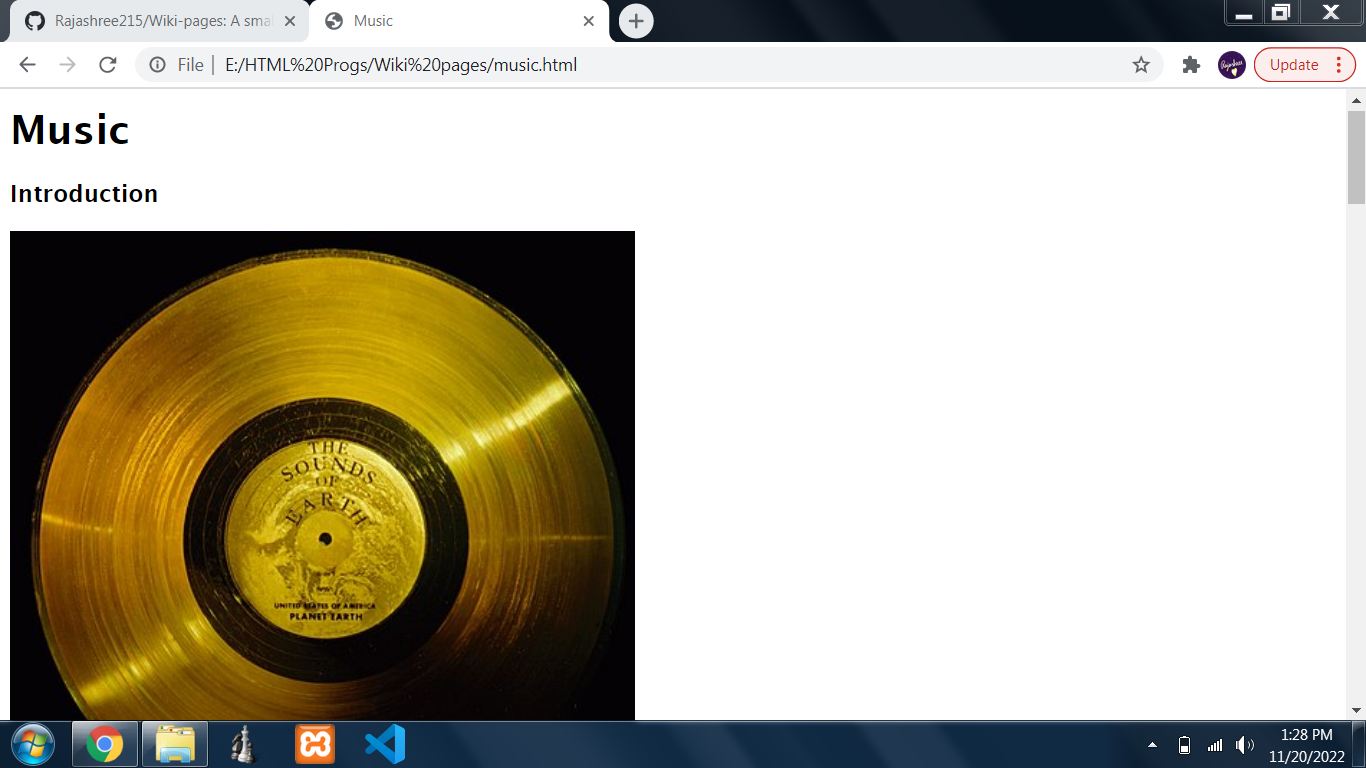 Rajashree215/Wiki-pages: A smal
Music
File
E:/HTML%20Progs/Wiki%20pages/music.html
Update
Music
Introduction
THE
SOUNDS
OF
EARTH
UNITED STATES OF AMERICA
PLANET EARTH
1:28 PM
11/20/2022